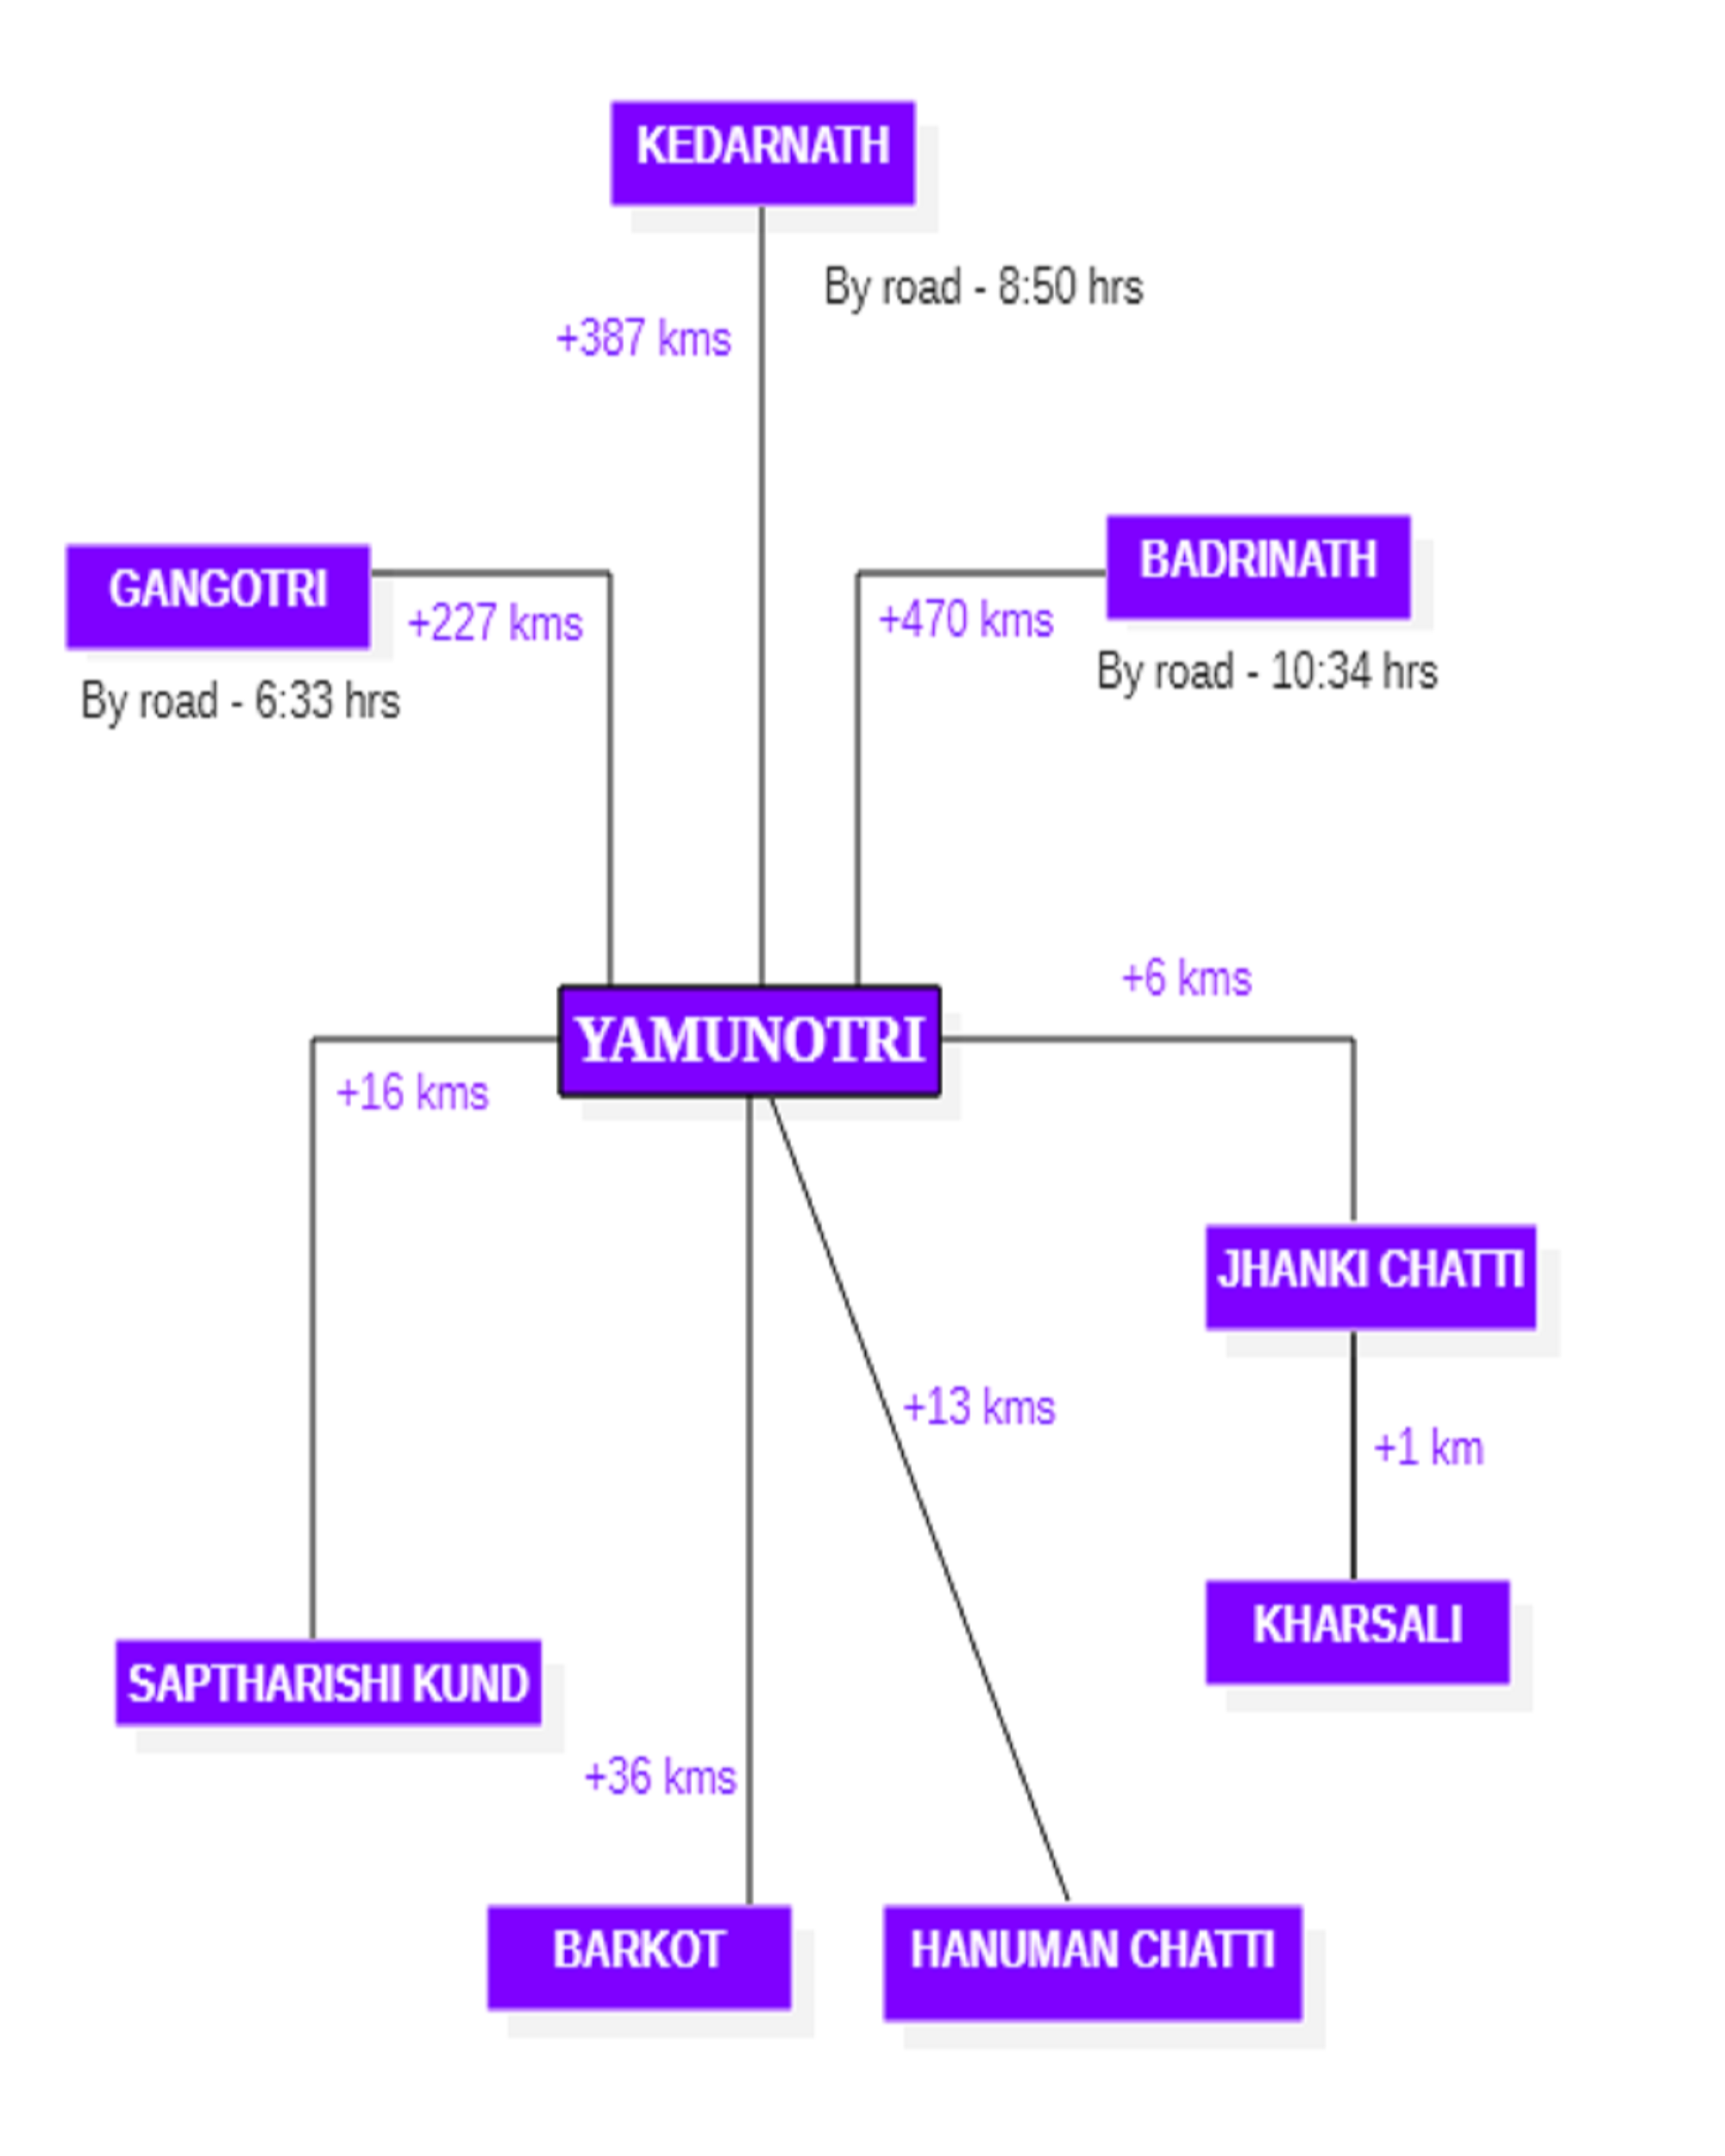 KEDARNATH
By road - 8:50 hrs
+387 kms
BADRINATH
GANGOTRI
+470 kms
+227 kms
By road - 10:34 hrs
By road - 6:33 hrs
+6 kms
YAMUNOTRI
+16 kms
JHANKI CHATTI
+13 kms
+1 km
KHARSALI
SAPTHARISHI KUND
+36 kms
BARKOT
HANUMAN CHATTI